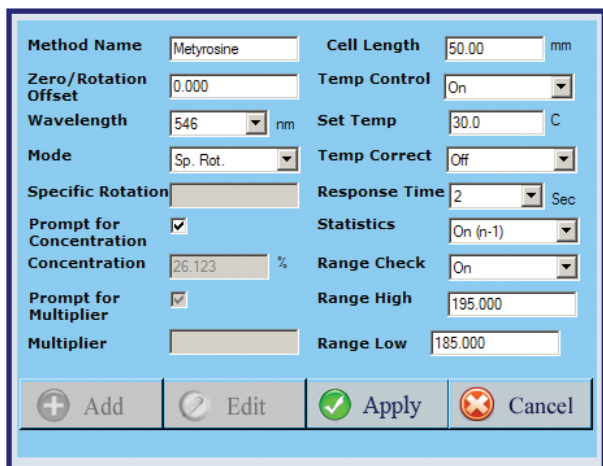 Method Name Metyrosine Cell Length 50.00 mm
Zero/Rotation Offset 0.000 Temp Control On
Wavelength 546 nm Set Temp 30.0 C
Mode Sp. Rot. Temp Correct Off
Specific Rotation Response Time 2 Sec
Prompt for Concentration Statistics On (n-1)
Concentration 26.123 % Range Check On
Prompt for Multiplier Range High 195.000
Multiplier Range Low 185.000
Add Edit Apply Cancel